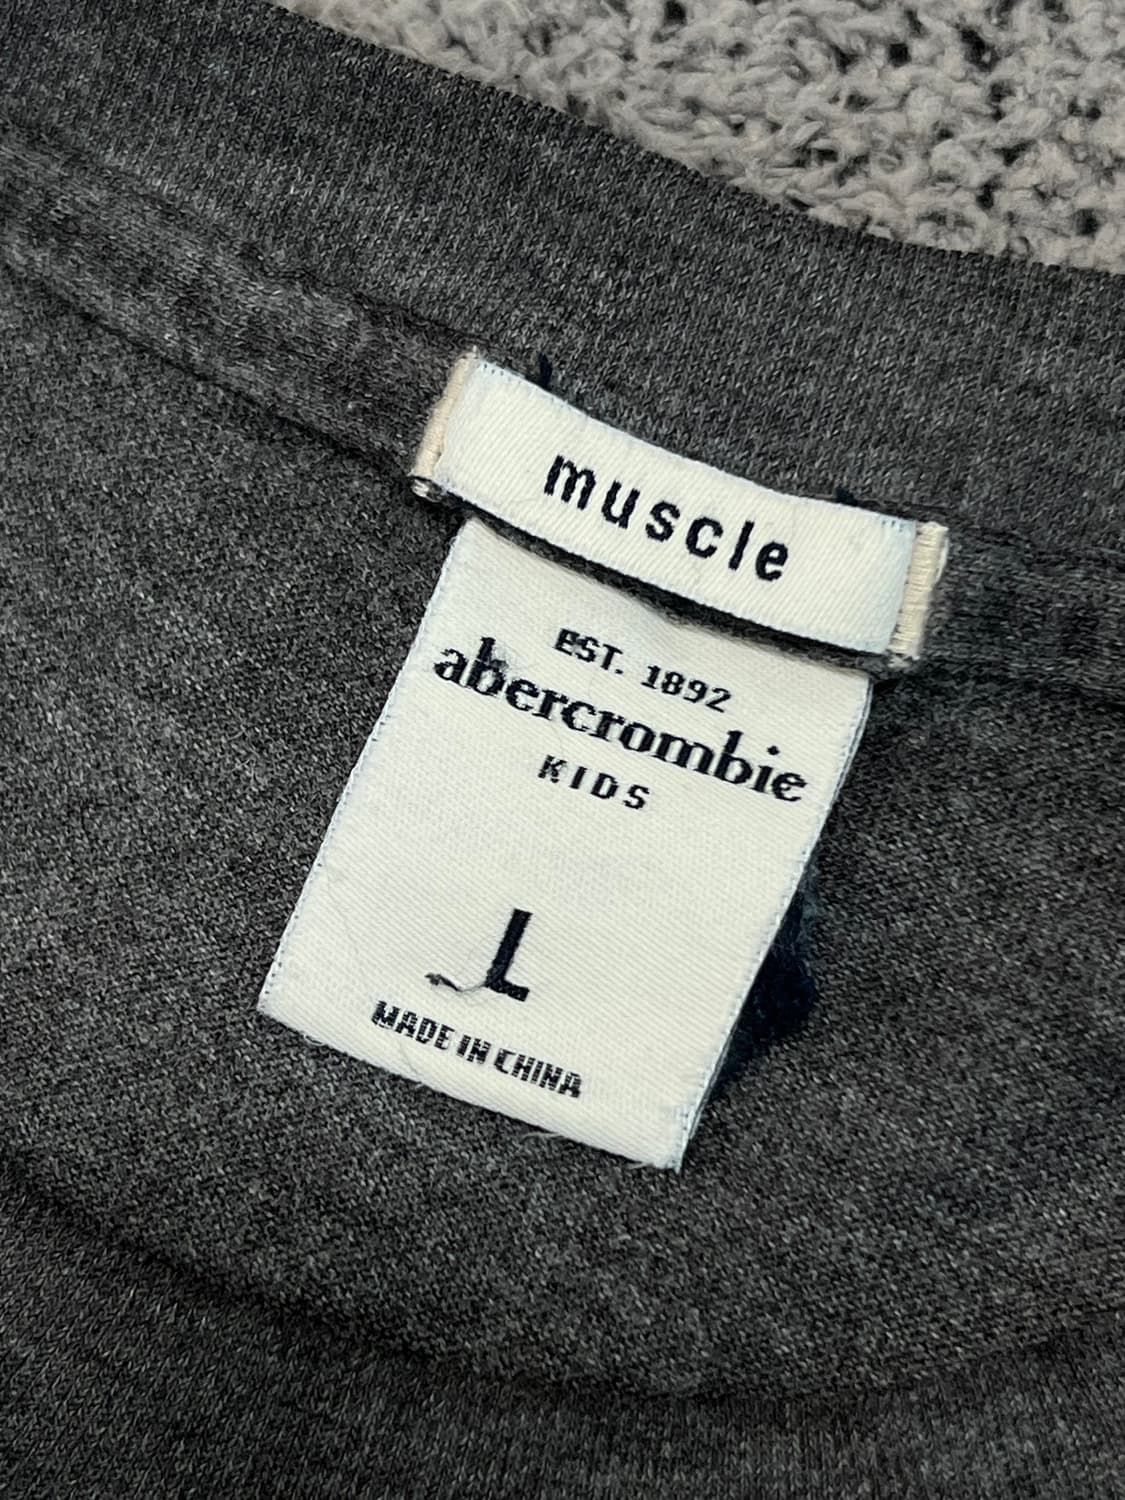 muscle
EST. 1892
abercrombie
KIDS
L
MADE IN CHINA